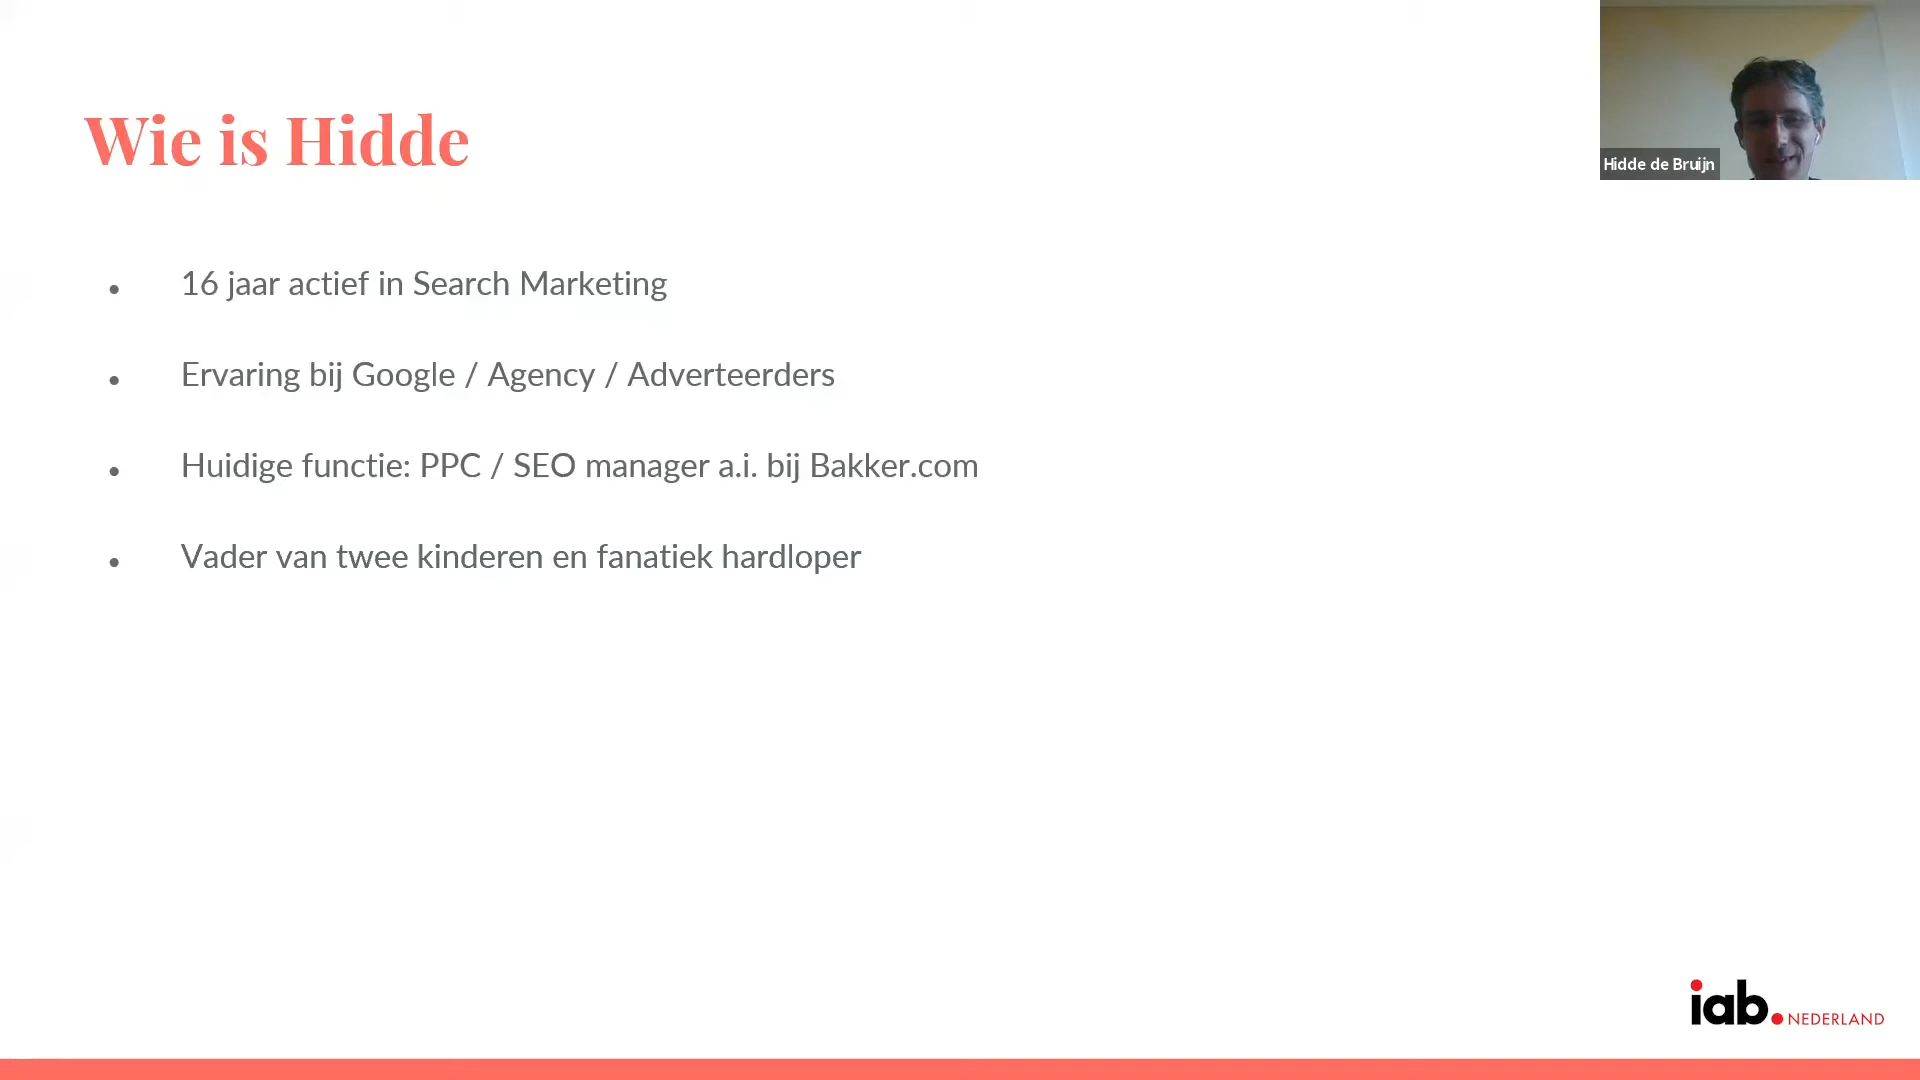 Wie is Hidde
Hidde de Bruijn
• 16 jaar actief in Search Marketing
• Ervaring bij Google / Agency / Adverteerders
• Huidige functie: PPC / SEO manager a.i. bij Bakker.com
• Vader van twee kinderen en fanatiek hardloper
iab.NEDERLAND